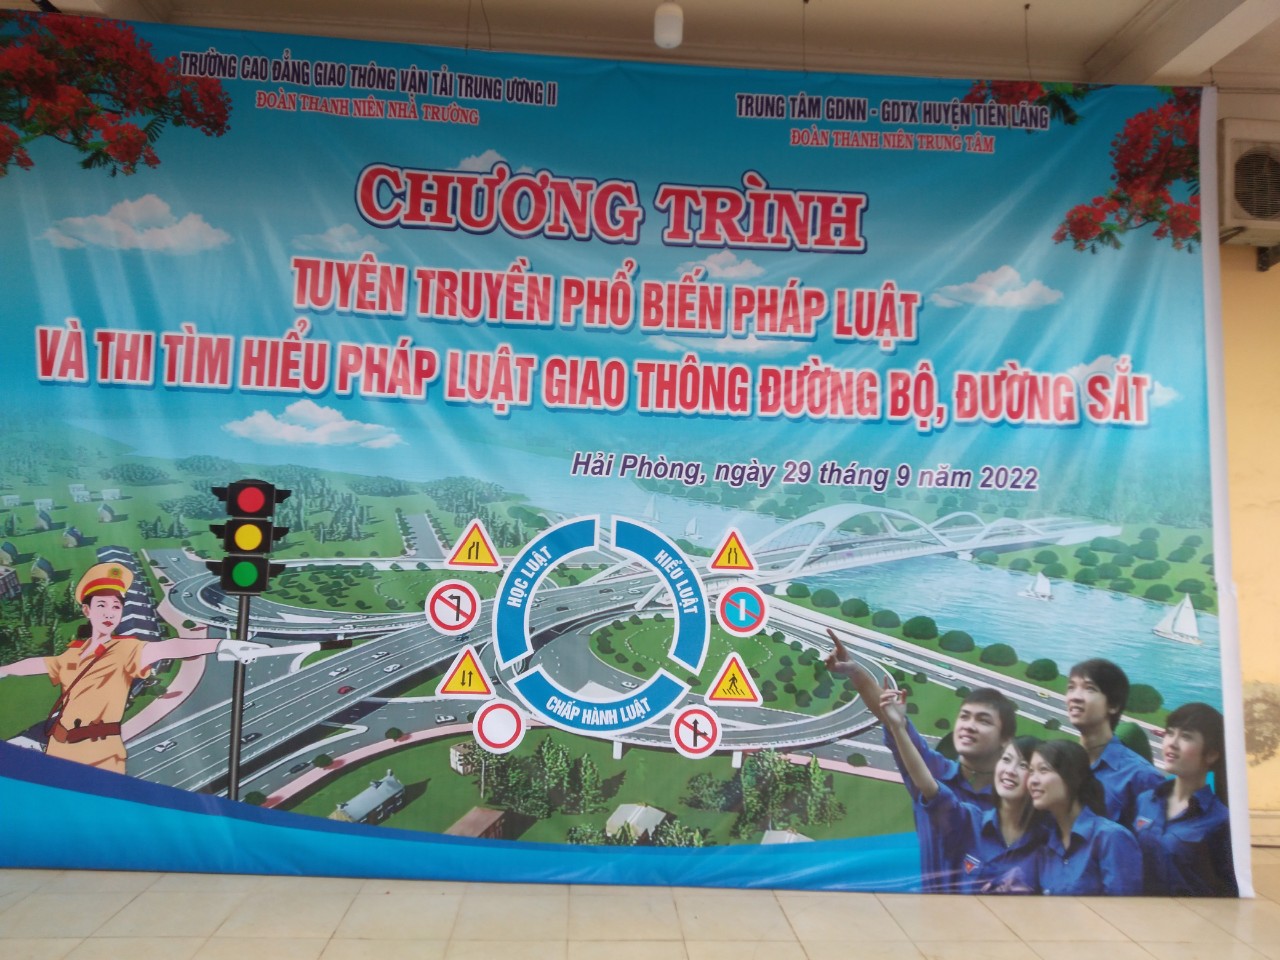 TRƯỜNG CAO ĐẲNG GIAO THÔNG VẬN TẢI TRUNG ƯƠNG II
ĐOÀN THANH NIÊN NHÀ TRƯỜNG
TRUNG TÂM GDNN - GDTX HUYỆN TIÊN LÃNG
ĐOÀN THANH NIÊN TRUNG TÂM
CHƯƠNG TRÌNH
TUYÊN TRUYỀN PHỔ BIẾN PHÁP LUẬT
VÀ THI TÌM HIỂU PHÁP LUẬT GIAO THÔNG ĐƯỜNG BỘ, ĐƯỜNG SẮT
Hải Phòng, ngày 29 tháng 9 năm 2022
HỌC LUẬT
HIỂU LUẬT
CHẤP HÀNH LUẬT